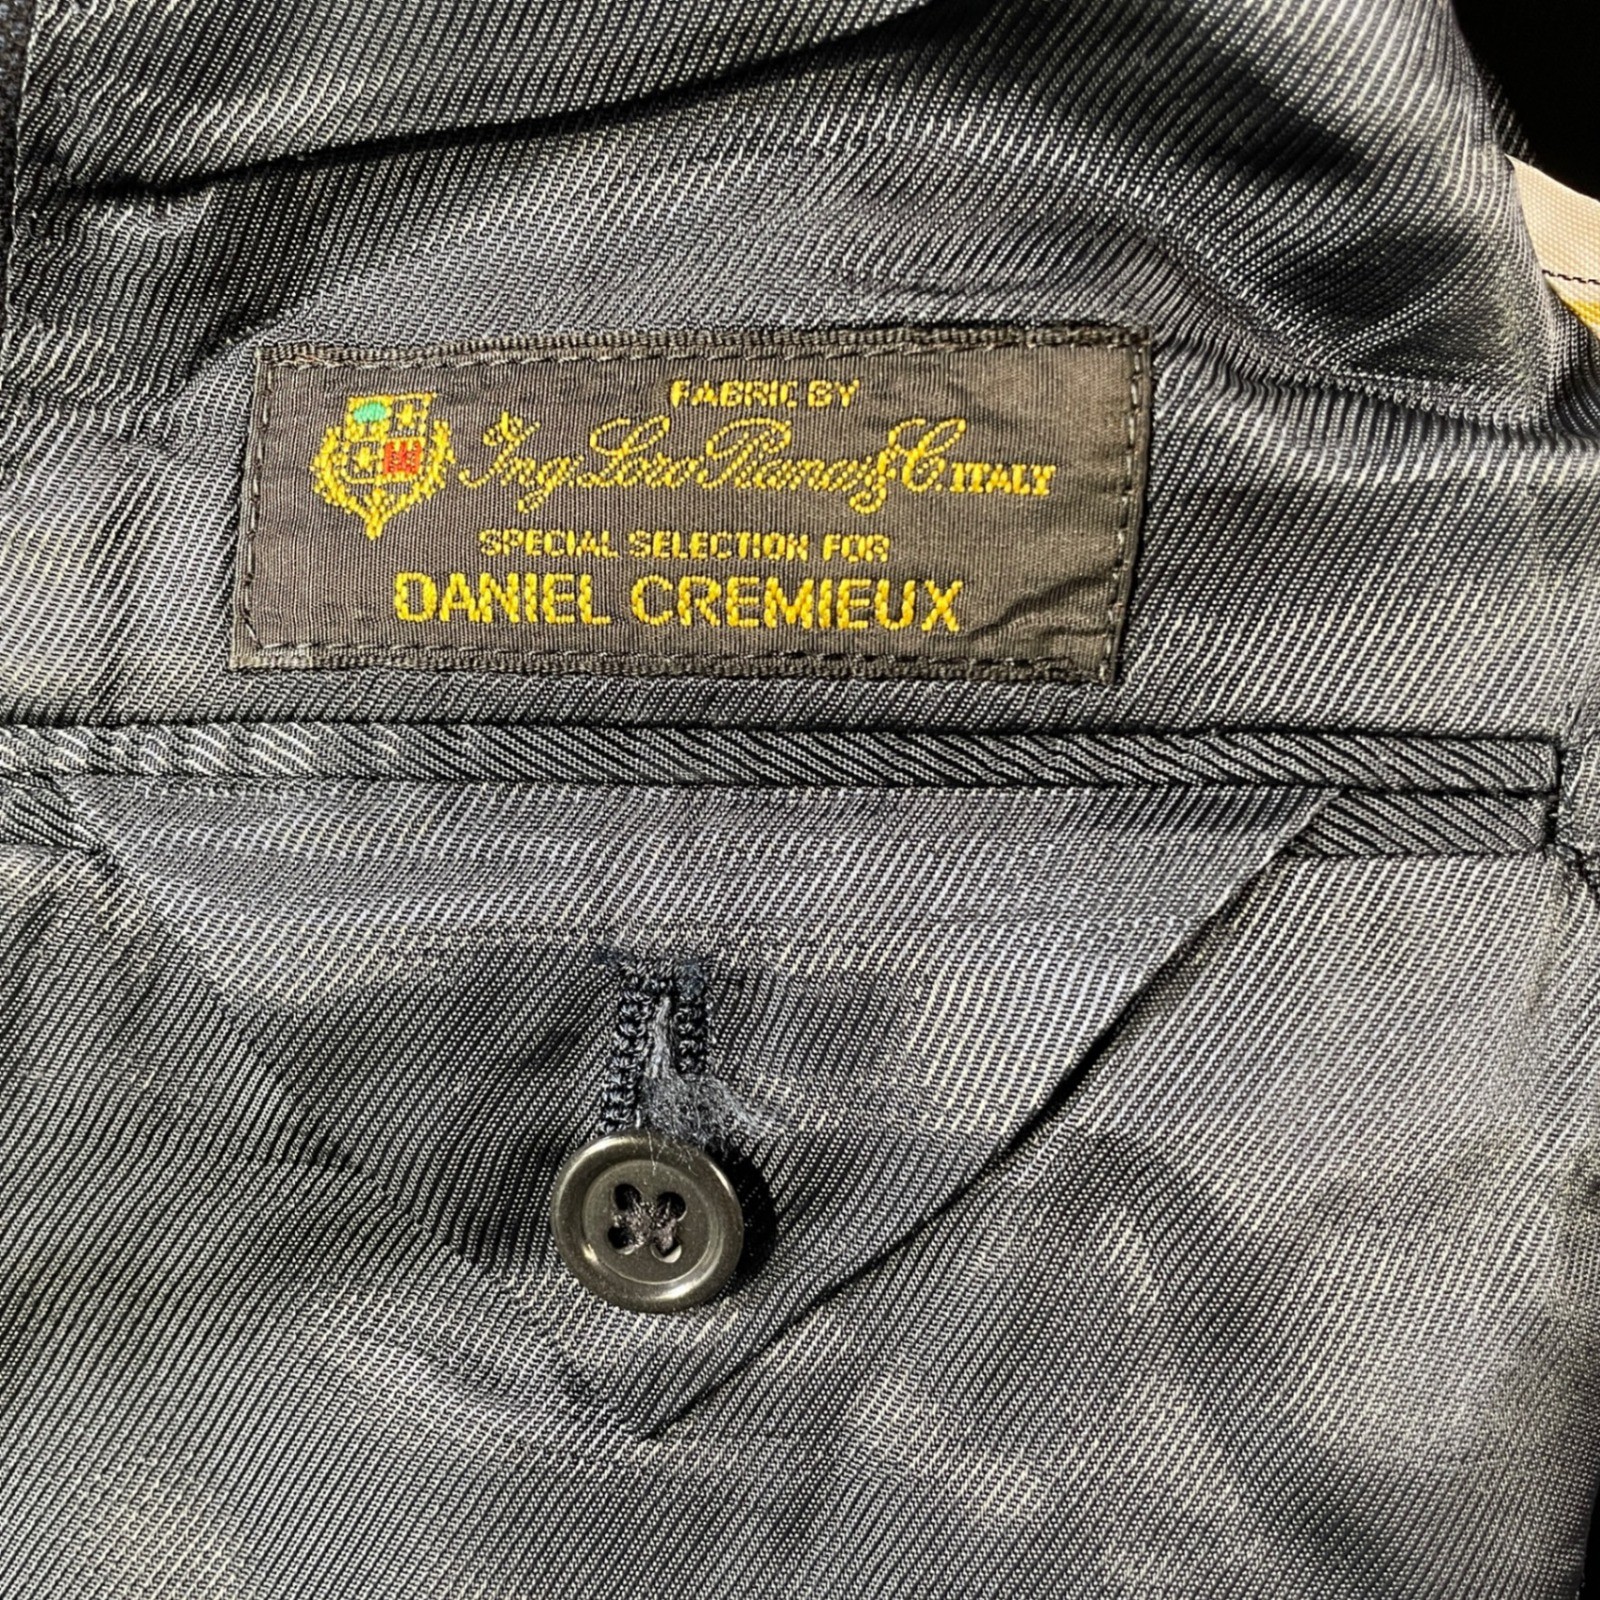 FABRIC BY
Ing. Loro Piana & C. ITALY
SPECIAL SELECTION FOR
DANIEL CREMIEUX